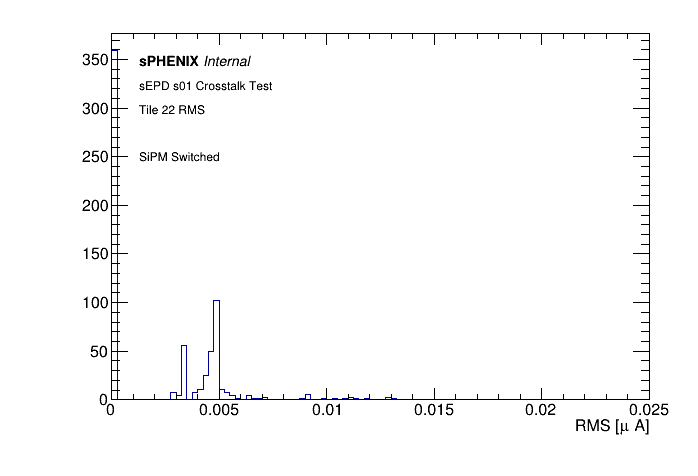 350
300
250
200
150
100
50
0
sPHENIX Internal
sEPD s01 Crosstalk Test
Tile 22 RMS
SiPM Switched
0 0.005 0.01 0.015 0.02 0.025
RMS [μ A]